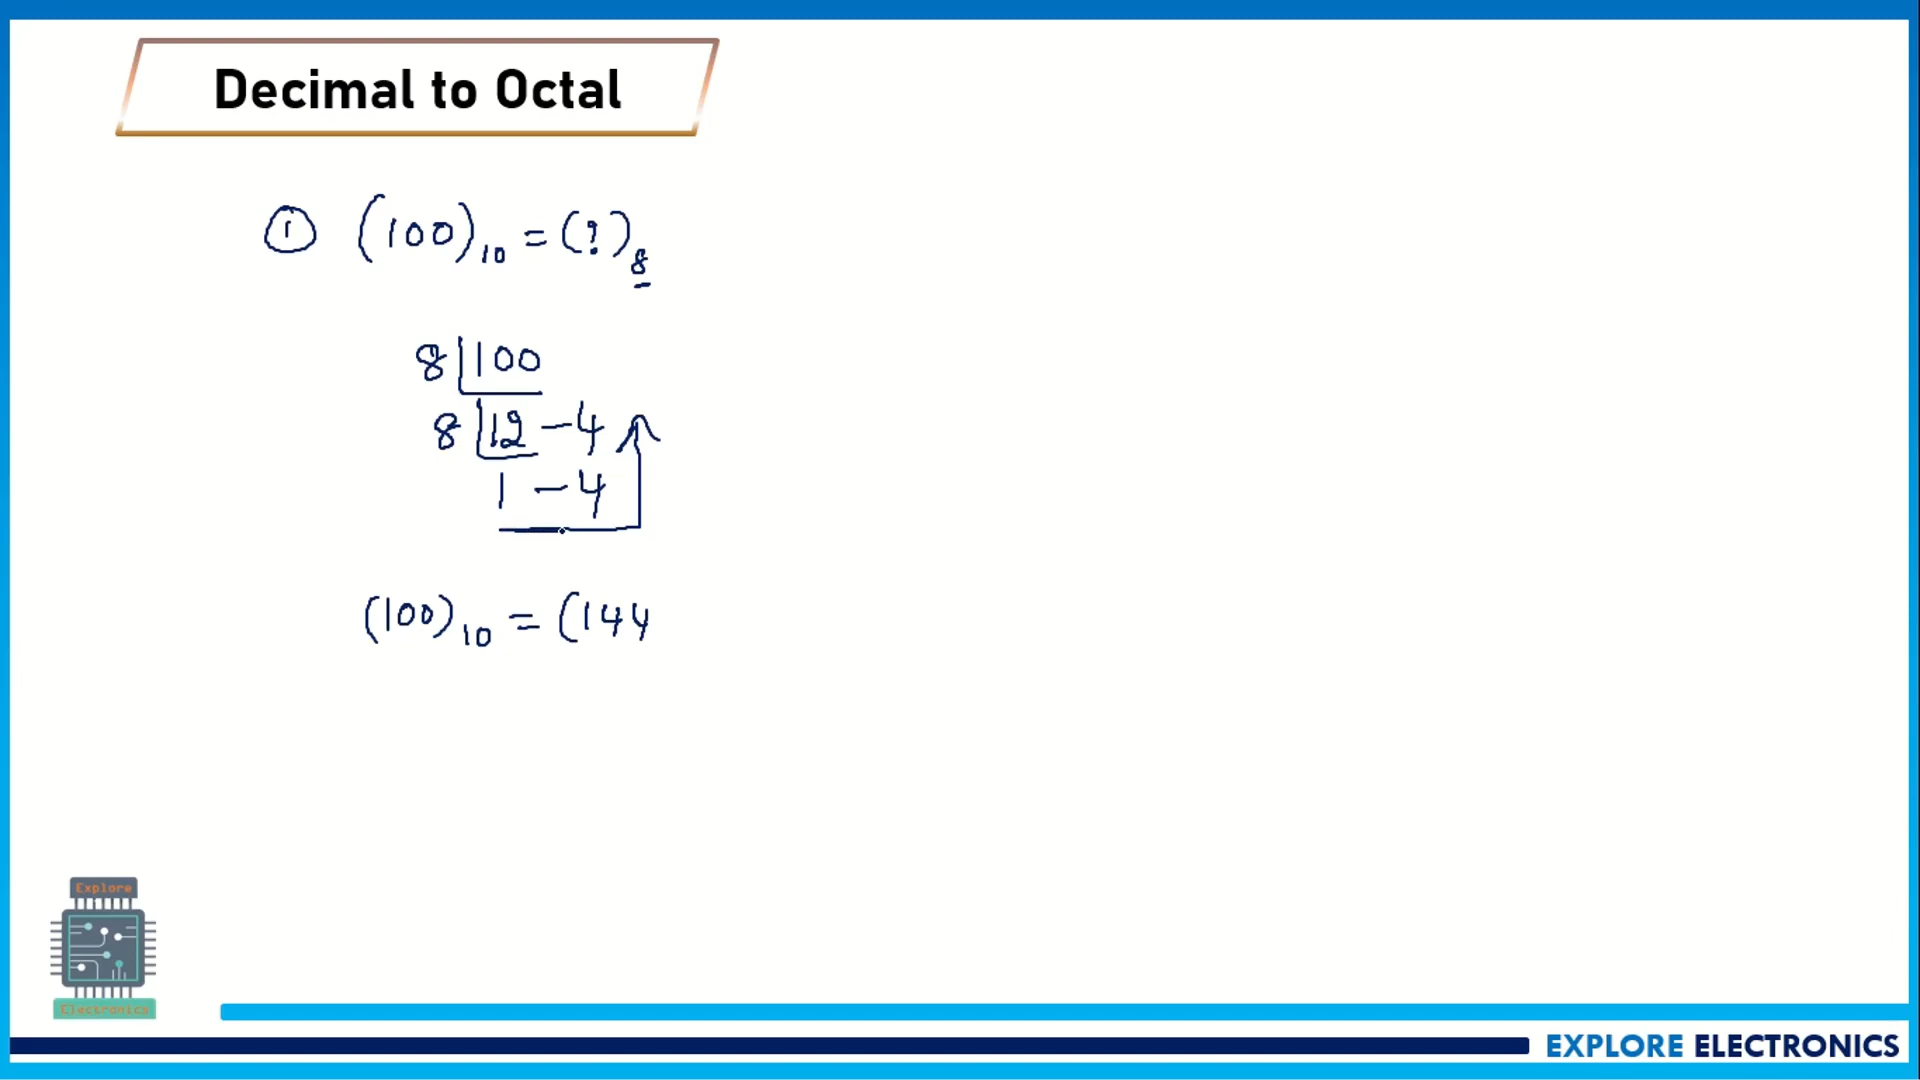 Decimal to Octal
① (100)10 = (?)8
8 | 100
8 | 12 - 4
1 - 4
(100)10 = (144
Explore
Electronics
EXPLORE ELECTRONICS